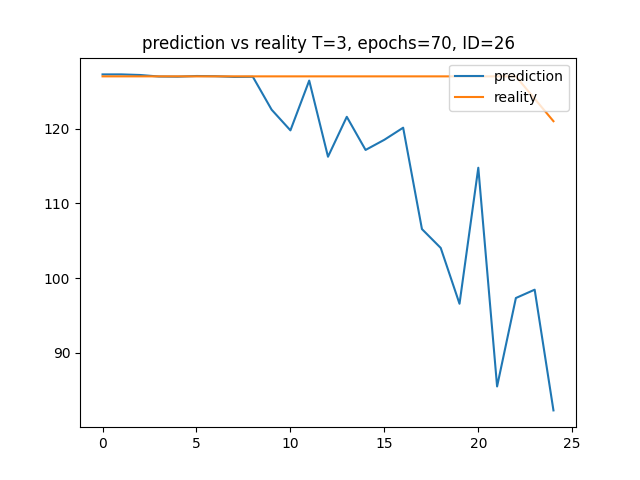 prediction vs reality T=3, epochs=70, ID=26
prediction
reality
120
110
100
90
0 5 10 15 20 25